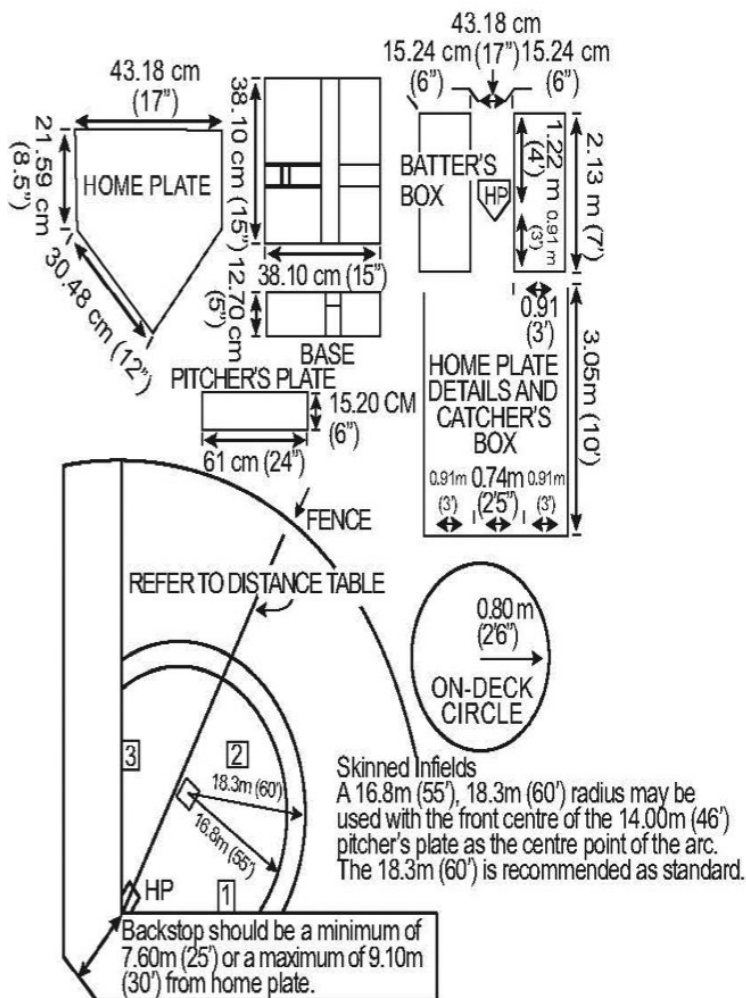 43.18 cm
(17")
21.59 cm
(8.5")
HOME PLATE
30.48 cm (12")
38.10 cm (15")
38.10 cm (15")
12.70 cm
(5")
BASE
PITCHER'S PLATE
15.20 CM
(6")
61 cm (24")
43.18 cm
15.24 cm (17") 15.24 cm
(6")
(6")
BATTER'S
BOX
HP
1.22 m
(4')
0.91 m
(3')
2.13 m (7')
0.91
(3')
HOME PLATE
DETAILS AND
CATCHER'S
BOX
3.05m (10')
0.91m 0.74m 0.91m
(3') (2'5") (3')
FENCE
REFER TO DISTANCE TABLE
3
2
18.3m (60')
16.8m (55')
HP
1
Backstop should be a minimum of
7.60m (25') or a maximum of 9.10m
(30') from home plate.
0.80 m
(2'6")
ON-DECK
CIRCLE
Skinned Infields
A 16.8m (55'), 18.3m (60') radius may be
used with the front centre of the 14.00m (46')
pitcher's plate as the centre point of the arc.
The 18.3m (60') is recommended as standard.